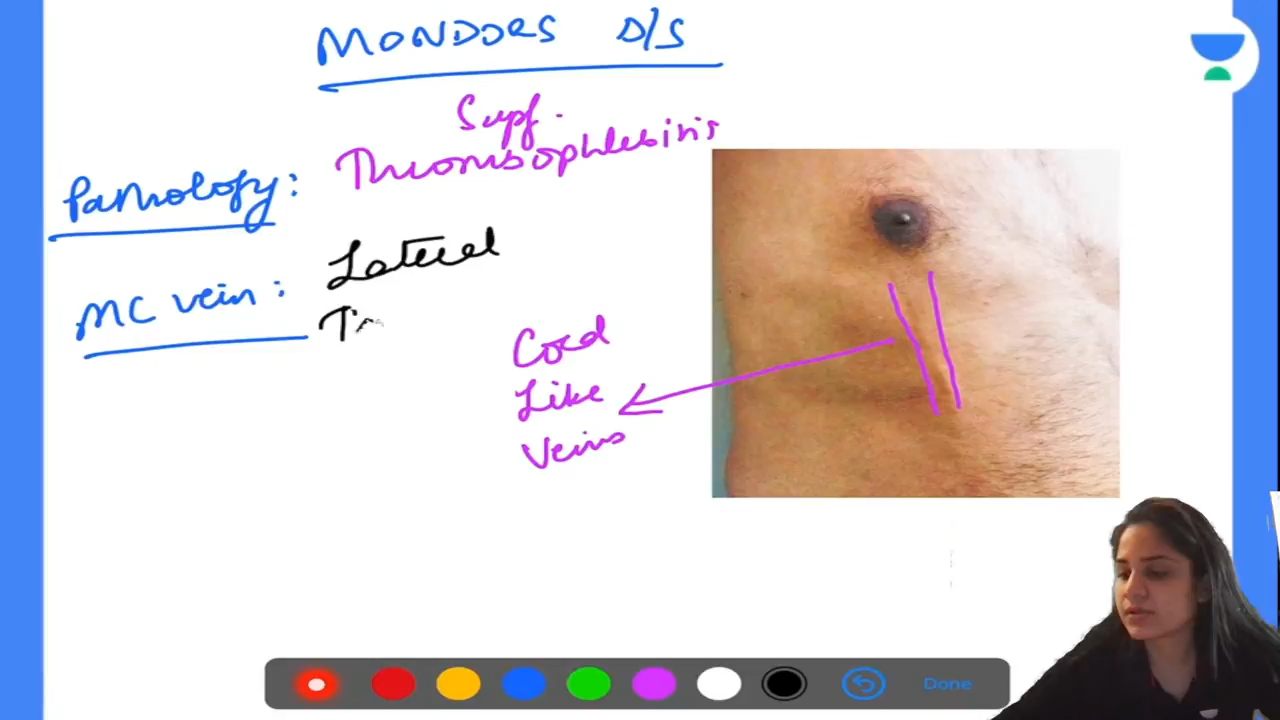 MONDORS D/S
Supf.
Pathology: Thrombophlebitis
MC vein: Lateral
Cord
Like
Veins
Done